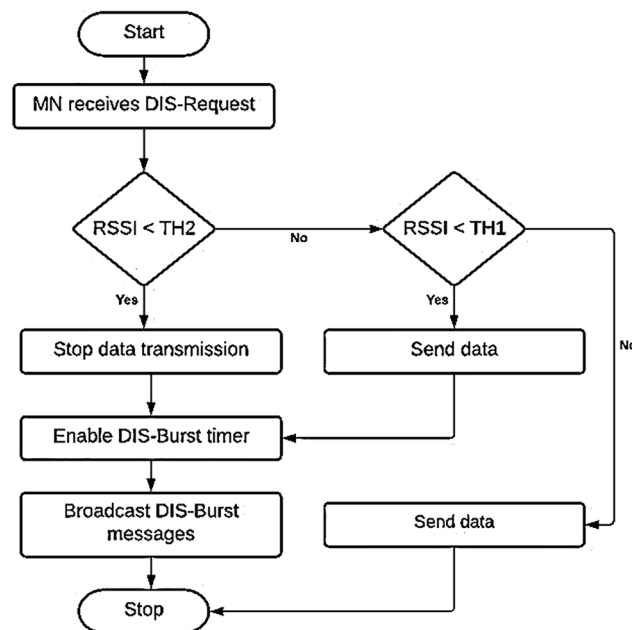 Start
MN receives DIS-Request
RSSI < TH2
No
RSSI < TH1
Yes
Yes
No
Stop data transmission
Send data
Enable DIS-Burst timer
Broadcast DIS-Burst
messages
Send data
Stop